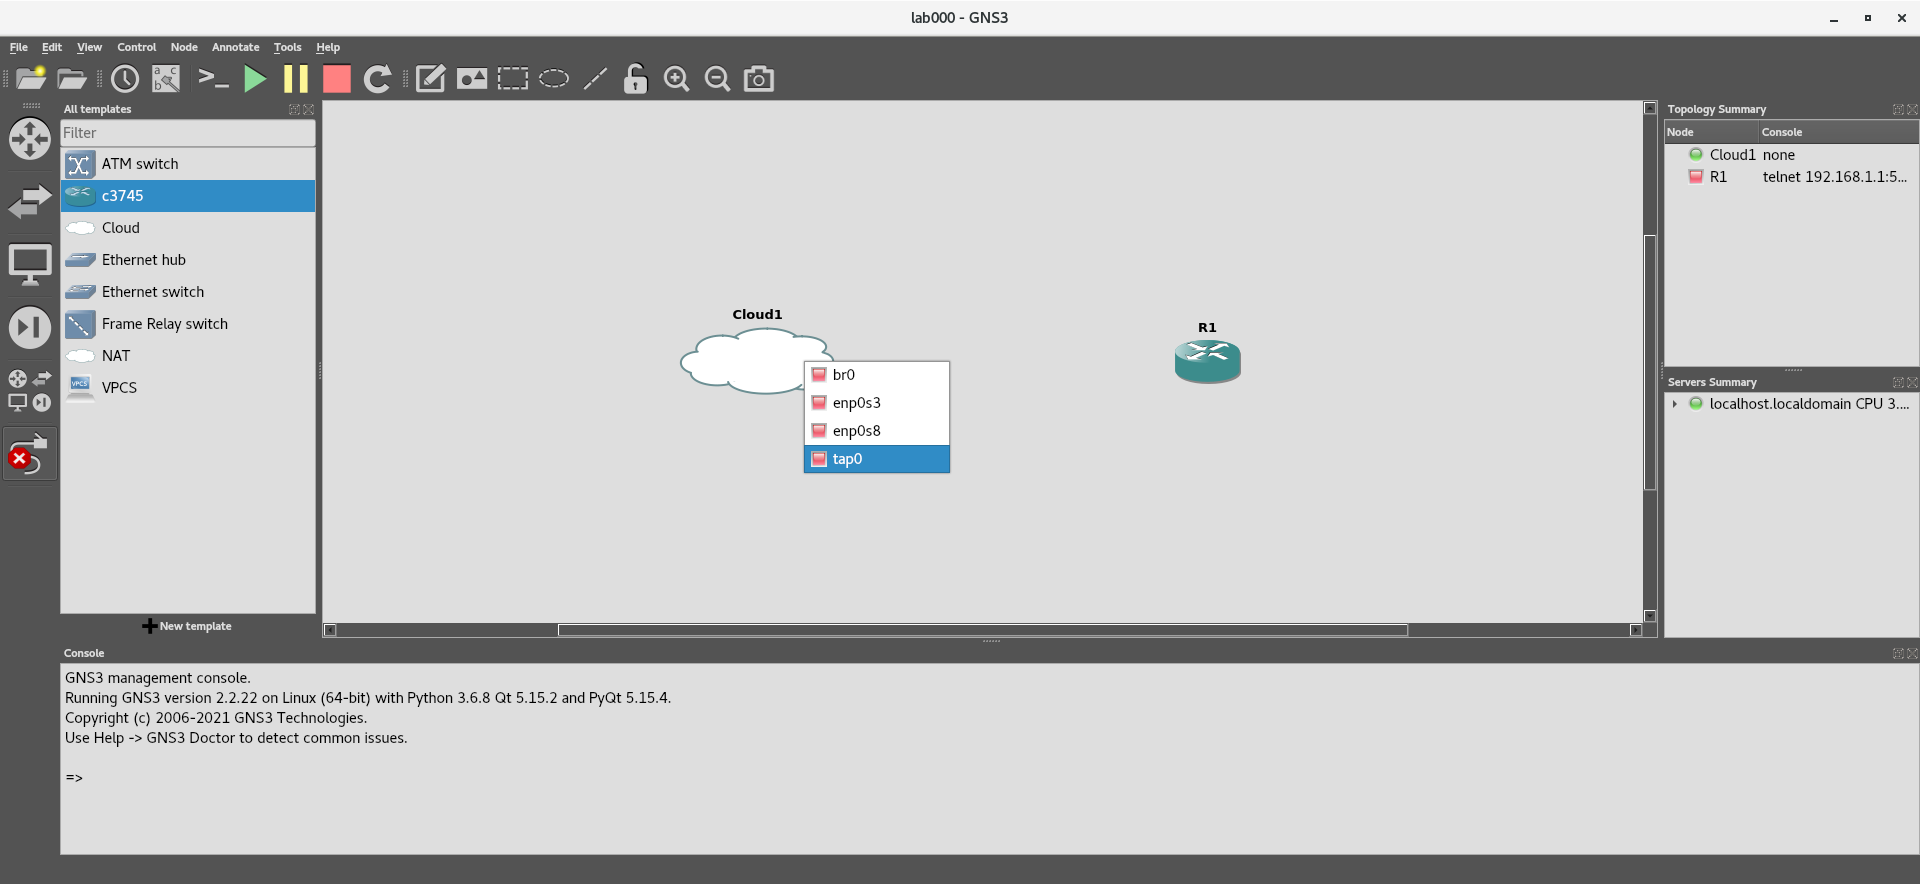 lab000 - GNS3
File Edit View Control Node Annotate Tools Help
All templates
Filter
ATM switch
c3745
Cloud
Ethernet hub
Ethernet switch
Frame Relay switch
NAT
VPCS
VPCS
New template
Cloud1
R1
br0
enp0s3
enp0s8
tap0
Topology Summary
Node Console
Cloud1 none
R1 telnet 192.168.1.1:5...
Servers Summary
localhost.localdomain CPU 3....
Console
GNS3 management console.
Running GNS3 version 2.2.22 on Linux (64-bit) with Python 3.6.8 Qt 5.15.2 and PyQt 5.15.4.
Copyright (c) 2006-2021 GNS3 Technologies.
Use Help -> GNS3 Doctor to detect common issues.
=>